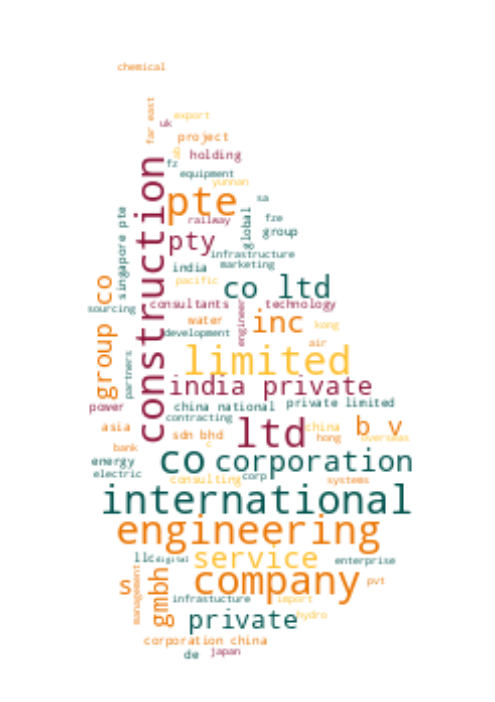 chemical
far east
export
uk
project
ab
holding
fz
equipment
yunnan
construction
pte
sa
singapore pte
railway
global
fze
pty
group
infrastructure
india
marketing
pacific
co ltd
group co
sourcing
consultants
technology
engineer
water
inc
kong
development
air
partners
limited
india private
power
china national
private limited
contracting
asia
sdn bhd
ltd
china
hong
b v
overseas
c
bank
energy
co
corporation
electric
consulting
corp
systems
international
engineering
llc
digital
service
enterprise
management
s
gmbh
company
pvt
infrastucture
import
private
hydro
corporation china
de
japan